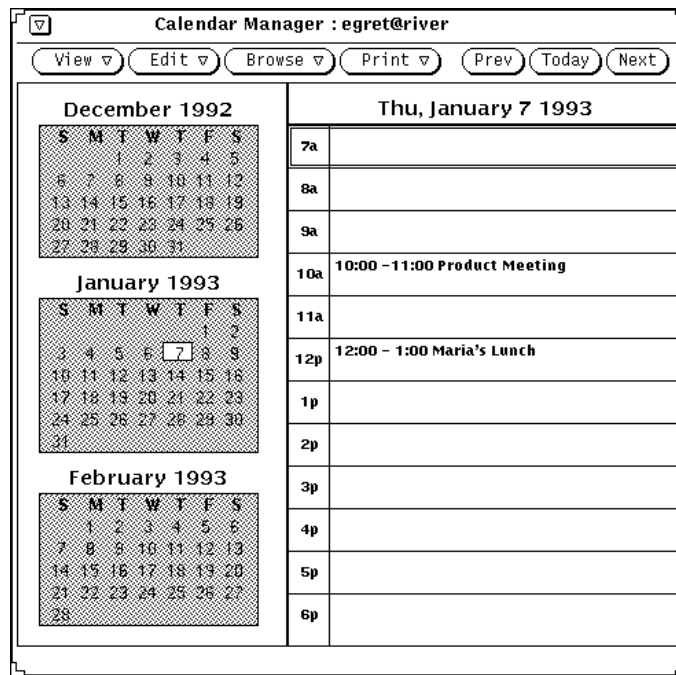 Calendar Manager : egret@river
View Edit Browse Print Prev Today Next
December 1992
S M T W T F S
1 2 3 4 5
6 7 8 9 10 11 12
13 14 15 16 17 18 19
20 21 22 23 24 25 26
27 28 29 30 31
January 1993
S M T W T F S
1 2
3 4 5 6 7 8 9
10 11 12 13 14 15 16
17 18 19 20 21 22 23
24 25 26 27 28 29 30
31
February 1993
S M T W T F S
1 2 3 4 5 6
7 8 9 10 11 12 13
14 15 16 17 18 19 20
21 22 23 24 25 26 27
28
Thu, January 7 1993
7a
8a
9a
10a 10:00 -11:00 Product Meeting
11a
12p 12:00 - 1:00 Maria's Lunch
1p
2p
3p
4p
5p
6p